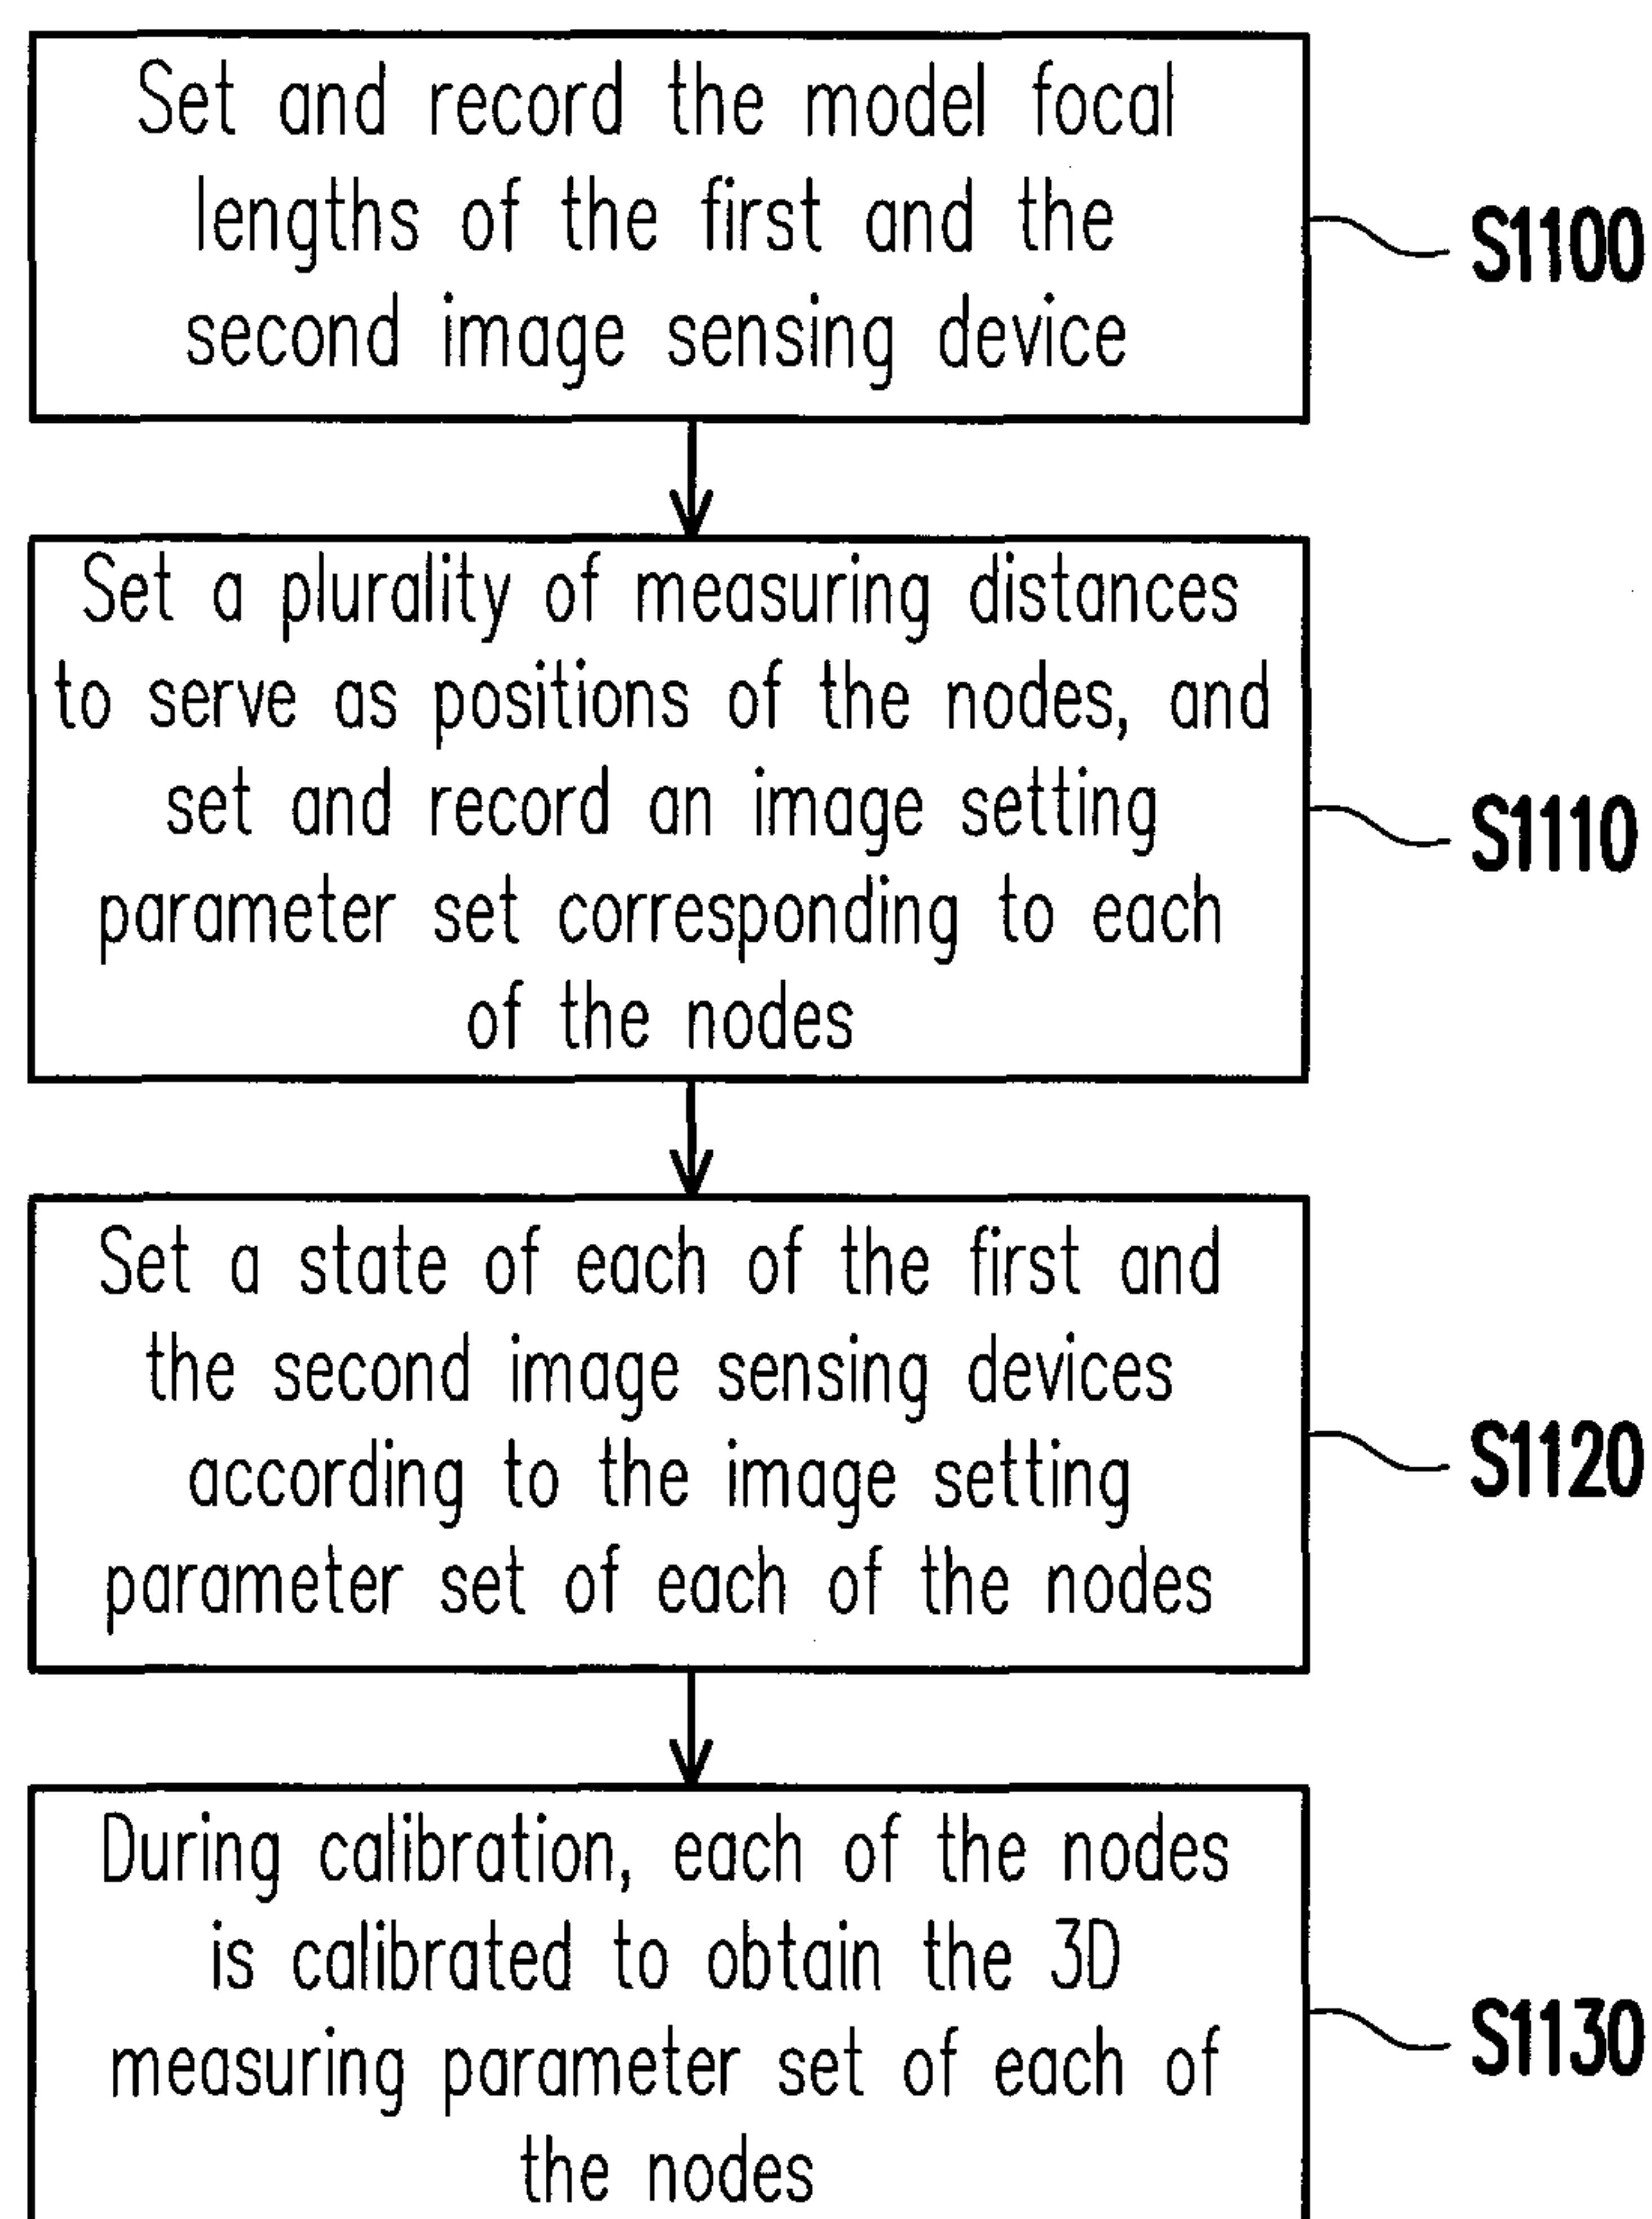 Set and record the model focal
lengths of the first and the
second image sensing device
S1100
Set a plurality of measuring distances
to serve as positions of the nodes, and
set and record an image setting
parameter set corresponding to each
of the nodes
S1110
Set a state of each of the first and
the second image sensing devices
according to the image setting
parameter set of each of the nodes
S1120
During calibration, each of the nodes
is calibrated to obtain the 3D
measuring parameter set of each of
the nodes
S1130